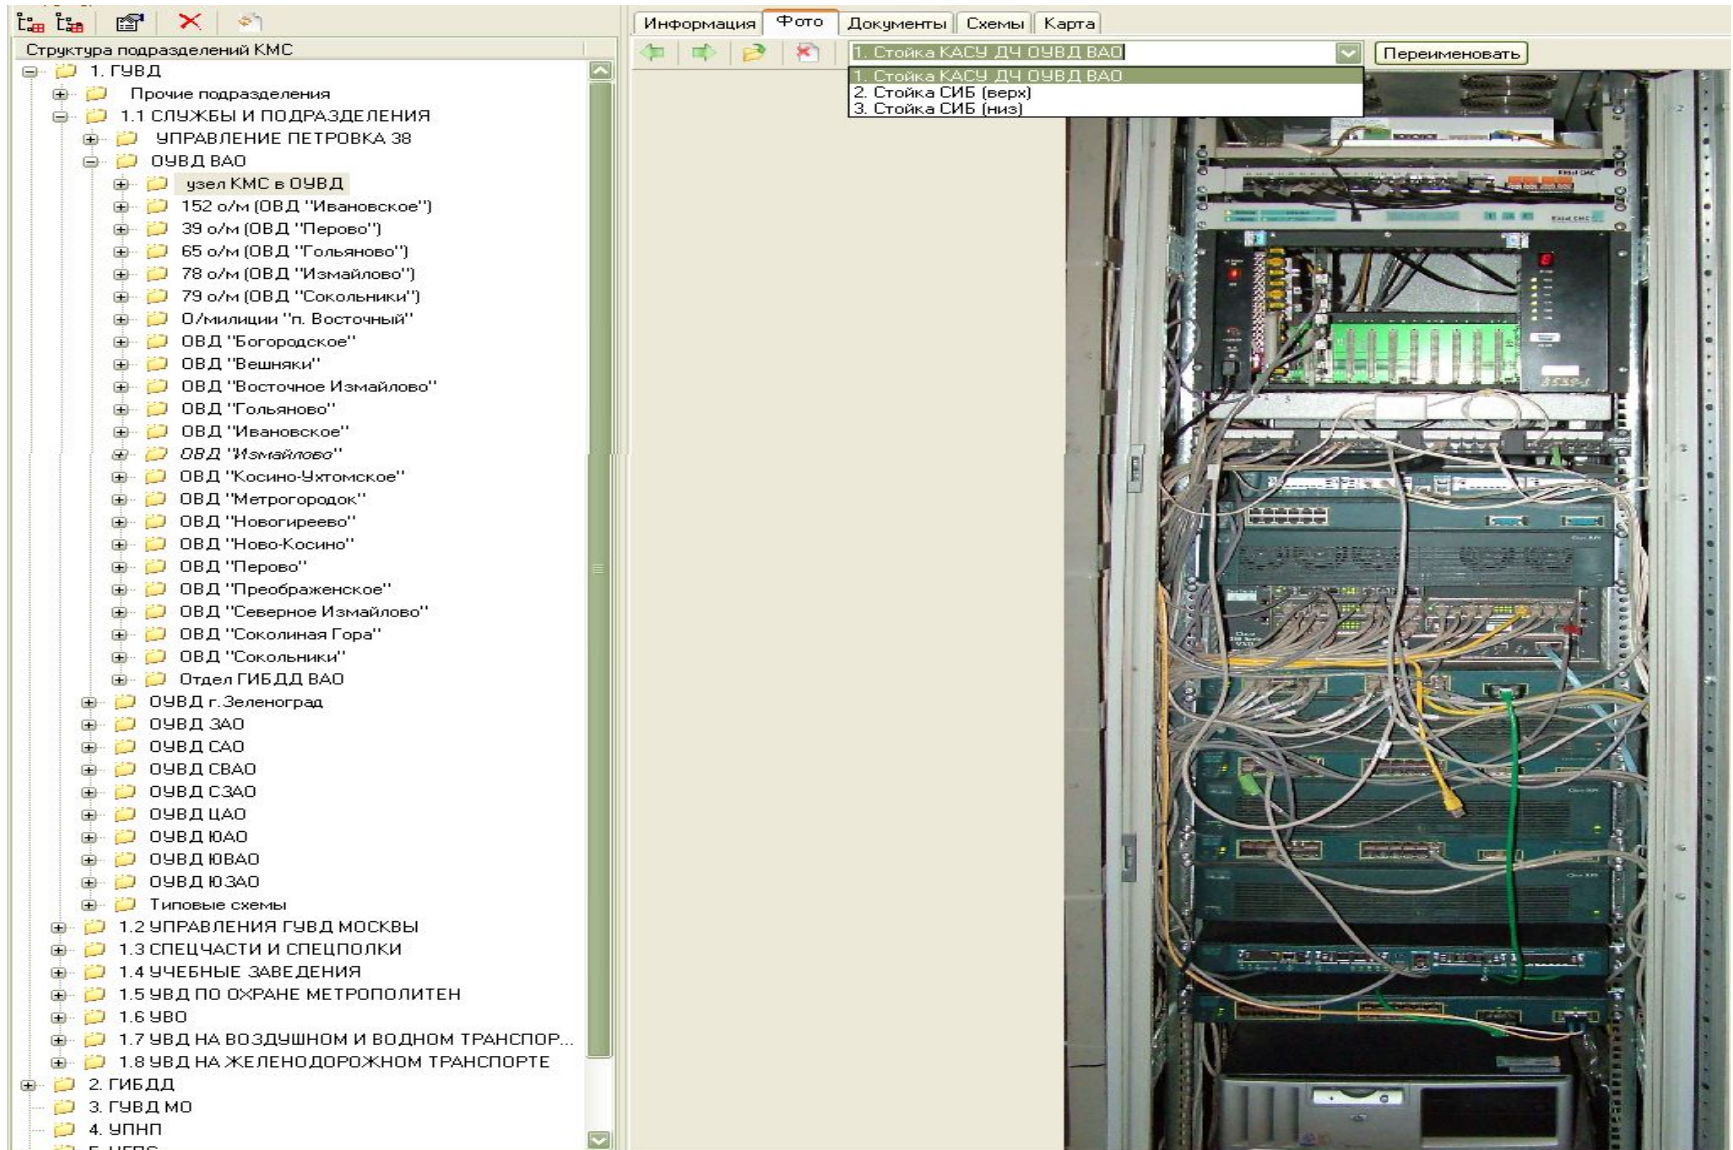 Информация
Фото
Документы
Схемы
Карта
Структура подразделений КМС
1. Стойка КАСУ ДЧ ОУВД ВАО
Переименовать
1. Стойка КАСУ ДЧ ОУВД ВАО
2. Стойка СИБ (верх)
3. Стойка СИБ (низ)
1. ГУВД
Прочие подразделения
1.1 СЛУЖБЫ И ПОДРАЗДЕЛЕНИЯ
УПРАВЛЕНИЕ ПЕТРОВКА 38
ОУВД ВАО
узел КМС в ОУВД
152 о/м (ОВД "Ивановское")
39 о/м (ОВД "Перово")
65 о/м (ОВД "Гольяново")
78 о/м (ОВД "Измайлово")
79 о/м (ОВД "Сокольники")
О/милиции "п. Восточный"
ОВД "Богородское"
ОВД "Вешняки"
ОВД "Восточное Измайлово"
ОВД "Гольяново"
ОВД "Ивановское"
ОВД "Измайлово"
ОВД "Косино-Ухтомское"
ОВД "Метрогородок"
ОВД "Новогиреево"
ОВД "Ново-Косино"
ОВД "Перово"
ОВД "Преображенское"
ОВД "Северное Измайлово"
ОВД "Соколиная Гора"
ОВД "Сокольники"
Отдел ГИБДД ВАО
ОУВД г.Зеленоград
ОУВД ЗАО
ОУВД САО
ОУВД СВАО
ОУВД СЗАО
ОУВД ЦАО
ОУВД ЮАО
ОУВД ЮВАО
ОУВД ЮЗАО
Типовые схемы
1.2 УПРАВЛЕНИЯ ГУВД МОСКВЫ
1.3 СПЕЦЧАСТИ И СПЕЦПОЛКИ
1.4 УЧЕБНЫЕ ЗАВЕДЕНИЯ
1.5 УВД ПО ОХРАНЕ МЕТРОПОЛИТЕН
1.6 УВО
1.7 УВД НА ВОЗДУШНОМ И ВОДНОМ ТРАНСПОР...
1.8 УВД НА ЖЕЛЕНОДОРОЖНОМ ТРАНСПОРТЕ
2. ГИБДД
3. ГУВД МО
4. УПНП